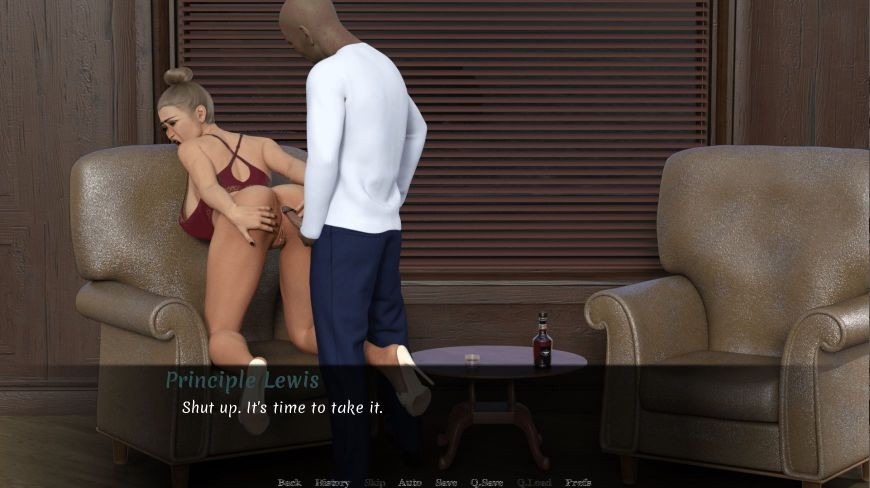 Principle Lewis
Shut up. It's time to take it.
Back History Skip Auto Save Q.Save Q.Load Prefs